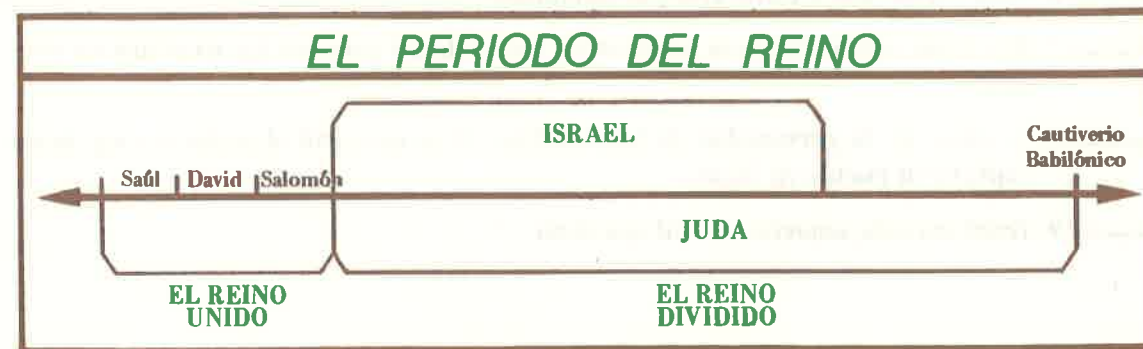 EL PERIODO DEL REINO
ISRAEL
Cautiverio
Babilónico
Saúl David Salomón
JUDA
EL REINO
UNIDO
EL REINO
DIVIDIDO